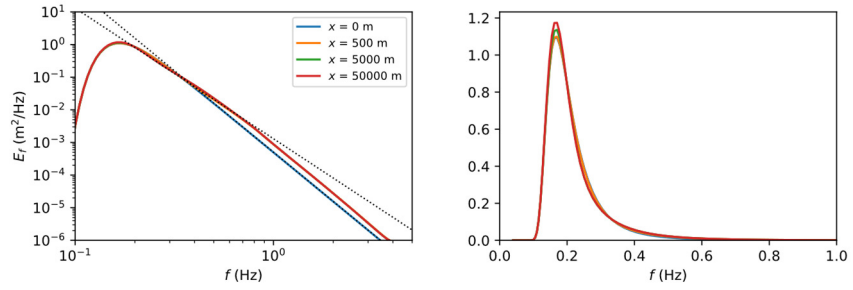 10¹
10⁰
10⁻¹
10⁻²
10⁻³
10⁻⁴
10⁻⁵
10⁻⁶
E_f (m²/Hz)
x = 0 m
x = 500 m
x = 5000 m
x = 50000 m
10⁻¹ 10⁰
f (Hz)
1.2
1.0
0.8
0.6
0.4
0.2
0.0
0.0 0.2 0.4 0.6 0.8 1.0
f (Hz)